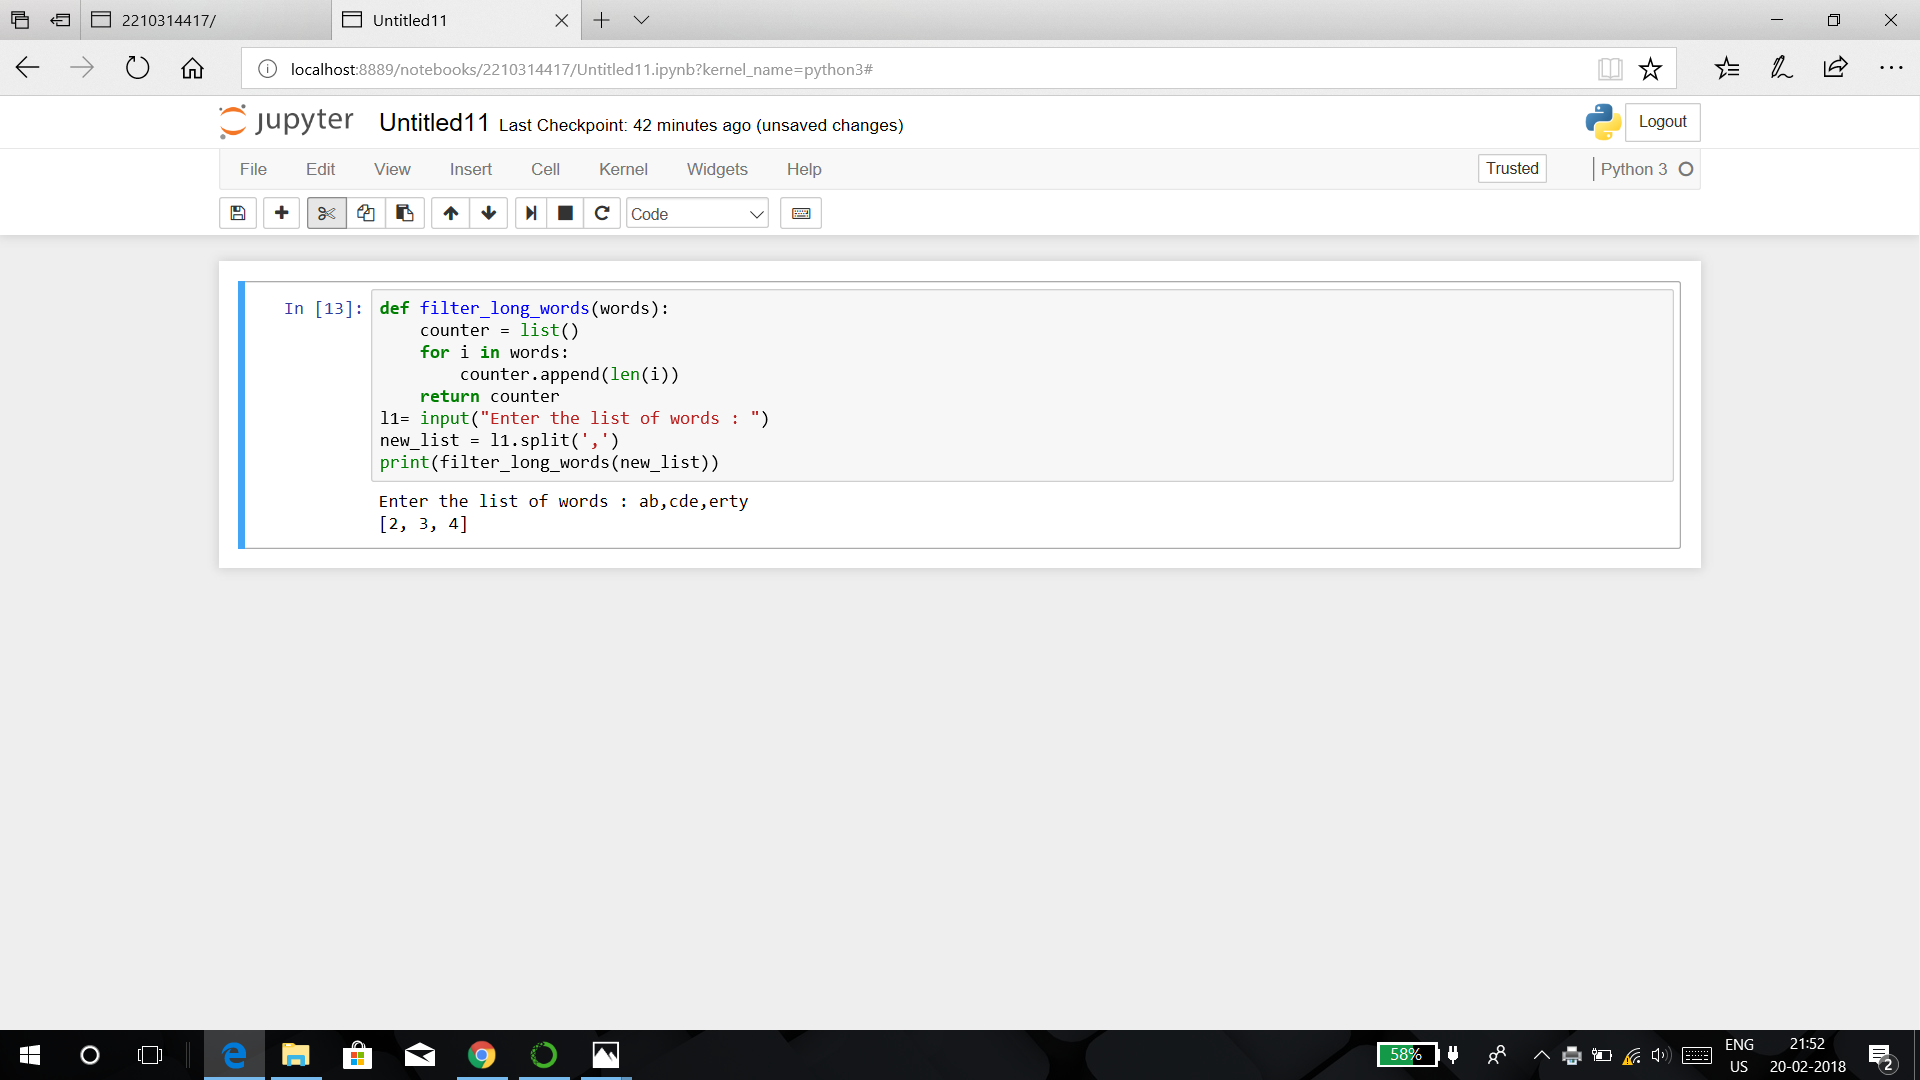 2210314417/
Untitled11
localhost:8889/notebooks/2210314417/Untitled11.ipynb?kernel_name=python3#
jupyter Untitled11 Last Checkpoint: 42 minutes ago (unsaved changes)
Logout
File Edit View Insert Cell Kernel Widgets Help
Trusted
Python 3
Code
In [13]: def filter_long_words(words):
    counter = list()
    for i in words:
        counter.append(len(i))
    return counter
l1= input("Enter the list of words : ")
new_list = l1.split(',')
print(filter_long_words(new_list))
Enter the list of words : ab,cde,erty
[2, 3, 4]
58%
ENG
US
21:52
20-02-2018
2